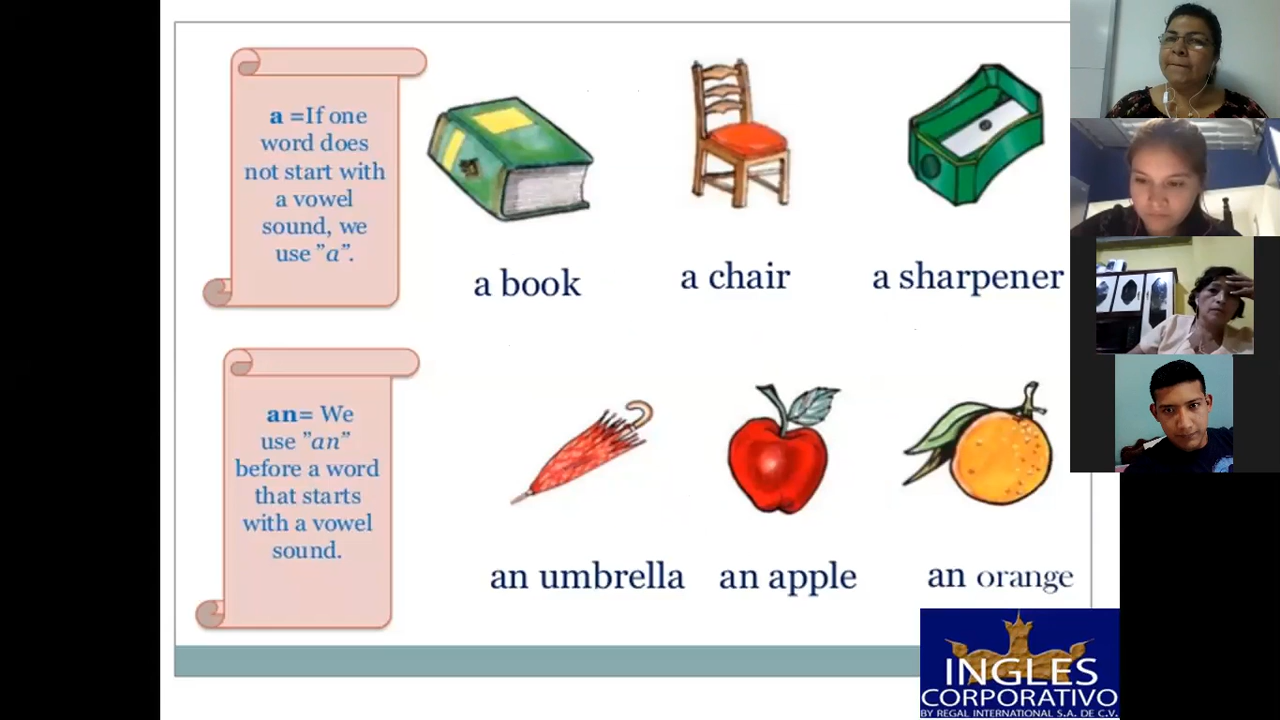 a =If one
word does
not start with
a vowel
sound, we
use ”a”.
a book
a chair
a sharpener
an= We
use ”an”
before a word
that starts
with a vowel
sound.
an umbrella
an apple
an orange
INGLES
CORPORATIVO
BY REGAL INTERNATIONAL S.A. DE C.V.